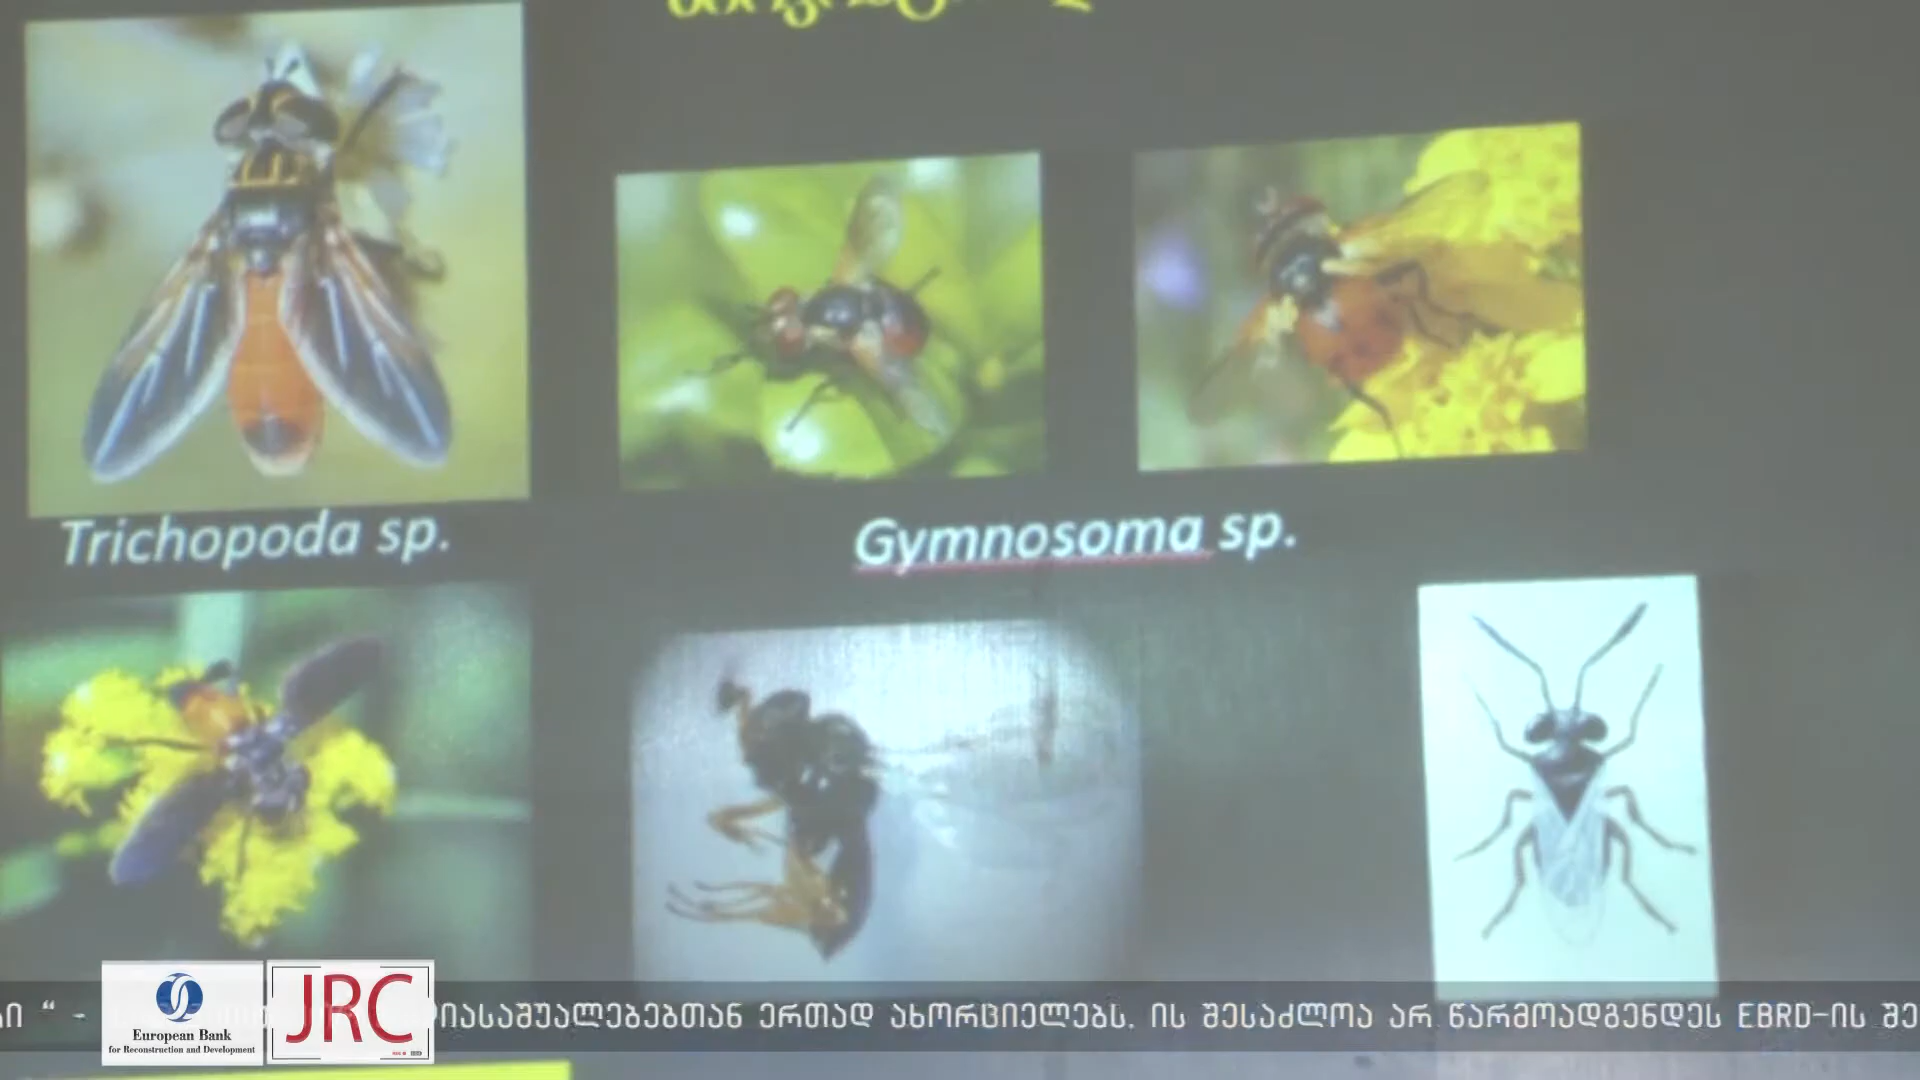 Trichopoda sp.
Gymnosoma sp.
European Bank
for Reconstruction and Development
JRC
ი “ - დიასაშუალებებთან ერთად ახორციელებს. ის შესაძლოა არ წარმოადგენდეს EBRD-ის შე